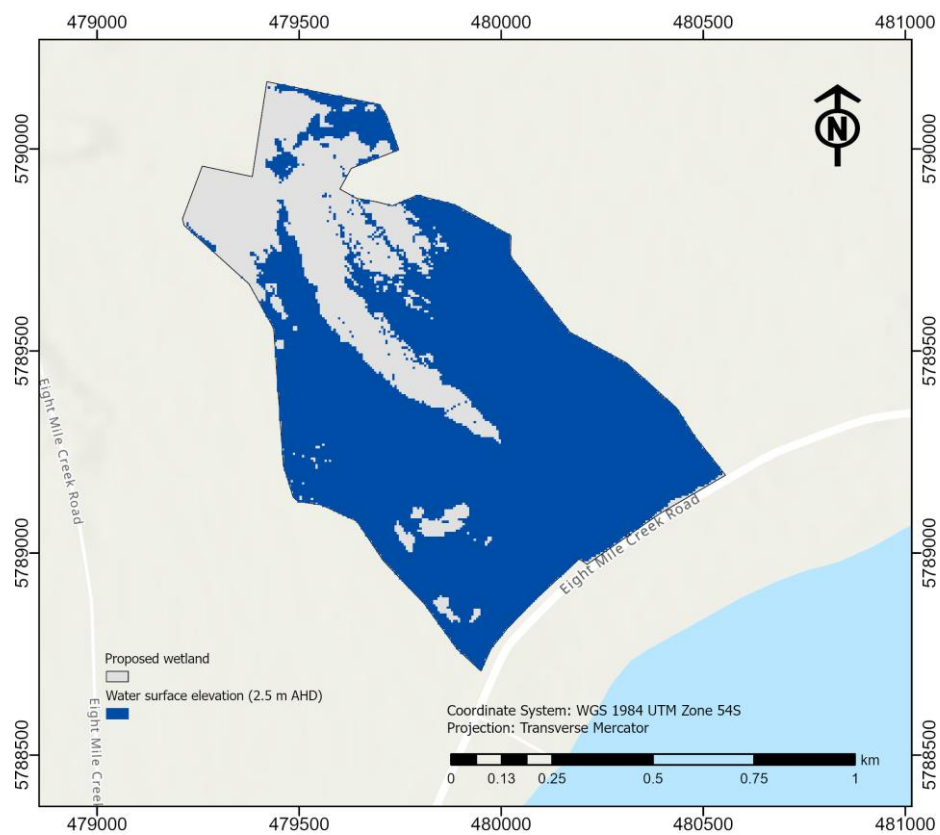 479000 479500 480000 480500 481000
5790000
5789500
5789000
5788500
N
5790000
5789500
5789000
5788500
Eight Mile Creek Road
Eight Mile Creek Road
Eight Mile Creel
Proposed wetland
Water surface elevation (2.5 m AHD)
Coordinate System: WGS 1984 UTM Zone 54S
Projection: Transverse Mercator
km
0 0.13 0.25 0.5 0.75 1
479000 479500 480000 480500 481000